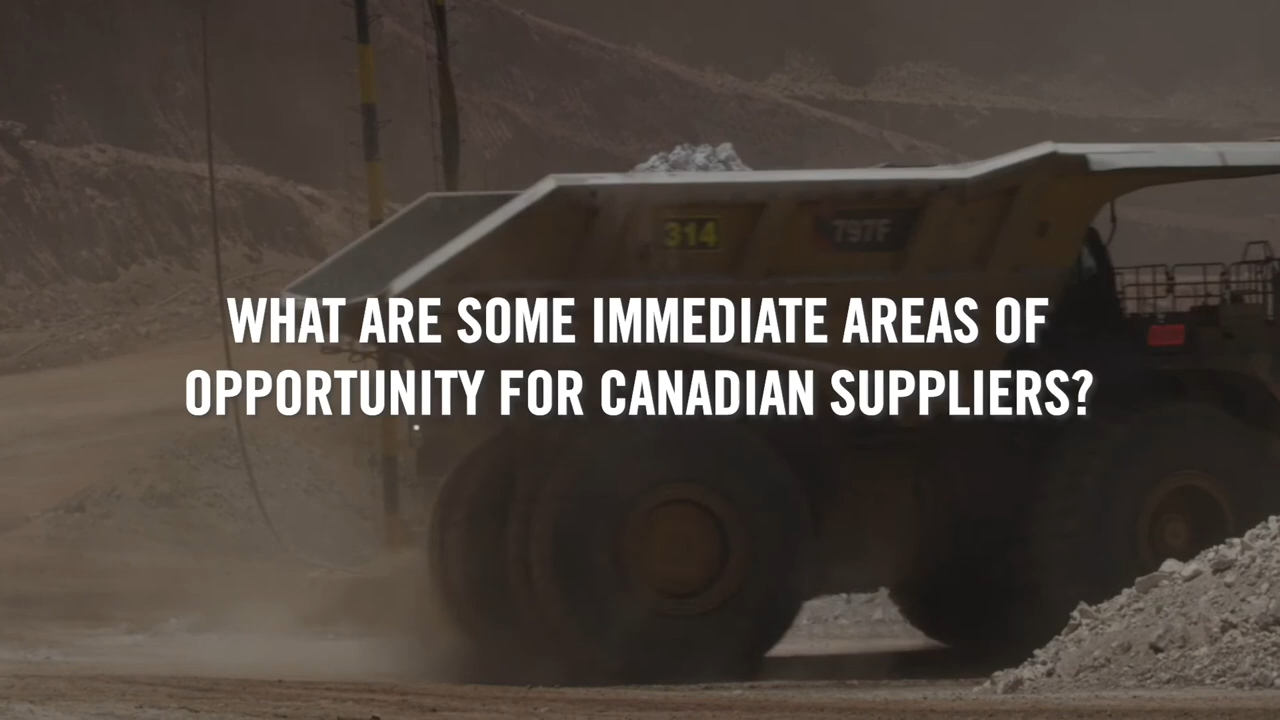 314
797F
WHAT ARE SOME IMMEDIATE AREAS OF
OPPORTUNITY FOR CANADIAN SUPPLIERS?